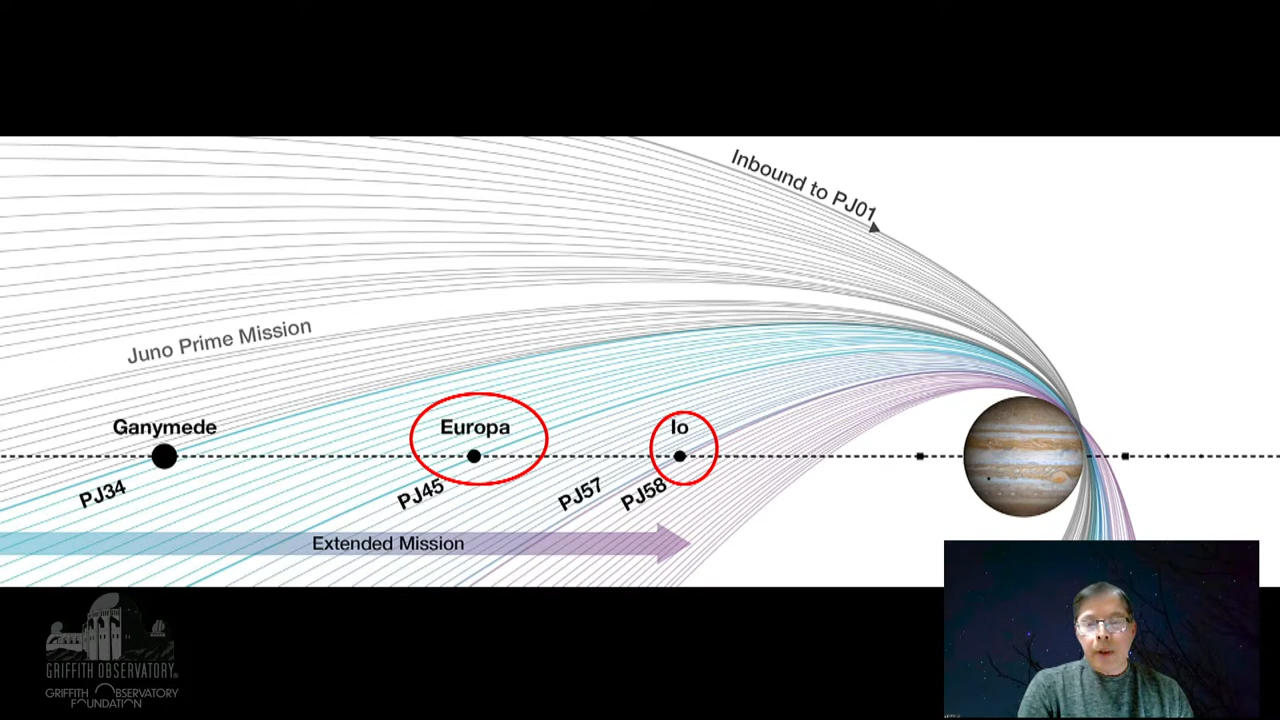 Inbound to PJ01
Juno Prime Mission
Ganymede
Europa
Io
PJ34
PJ45
PJ57
PJ58
Extended Mission
GRIFFITH OBSERVATORY
GRIFFITH OBSERVATORY
FOUNDATION